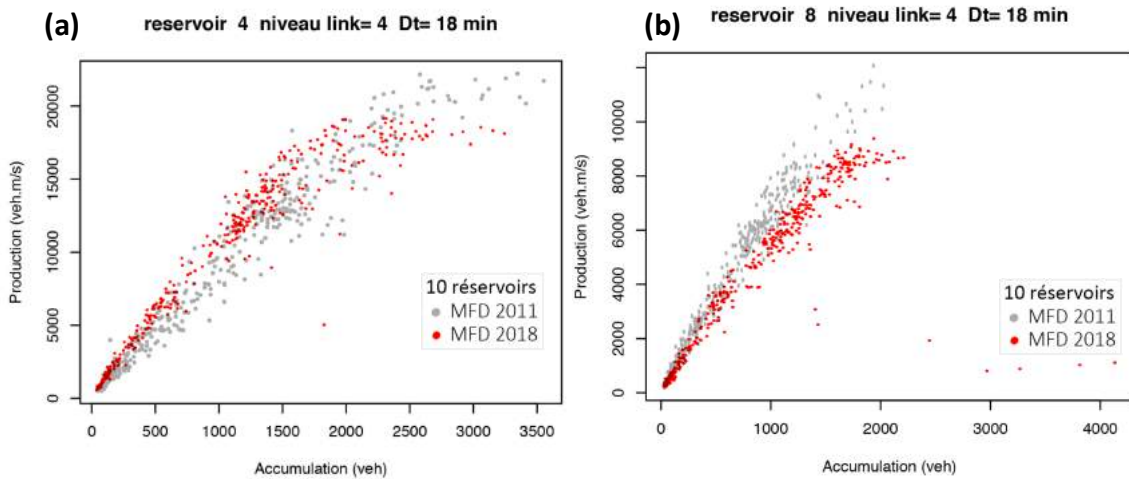 (a)
reservoir 4 niveau link= 4 Dt= 18 min
Production (veh.m/s)
20000
15000
10000
5000
0
10 réservoirs
MFD 2011
MFD 2018
0 500 1000 1500 2000 2500 3000 3500
Accumulation (veh)
(b)
reservoir 8 niveau link= 4 Dt= 18 min
Production (veh.m/s)
10000
8000
6000
4000
2000
0
10 réservoirs
MFD 2011
MFD 2018
0 1000 2000 3000 4000
Accumulation (veh)